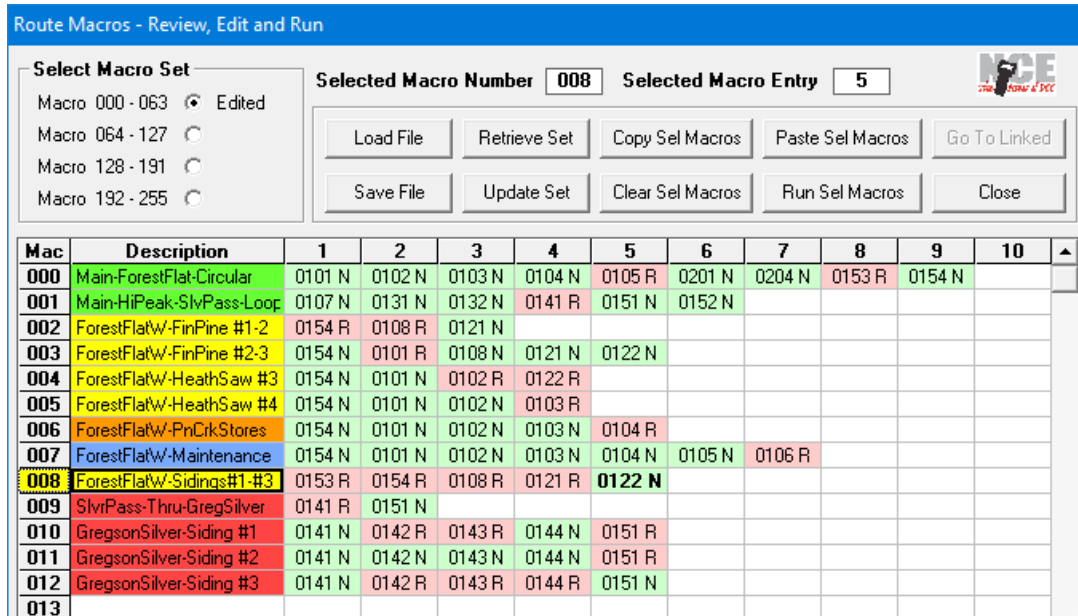 Route Macros - Review, Edit and Run
Select Macro Set
Macro 000 - 063 Edited
Macro 064 - 127
Macro 128 - 191
Macro 192 - 255
Selected Macro Number 008 Selected Macro Entry 5
NCE
Load File Retrieve Set Copy Sel Macros Paste Sel Macros Go To Linked
Save File Update Set Clear Sel Macros Run Sel Macros Close
Mac Description 1 2 3 4 5 6 7 8 9 10
000 Main-ForestFlat-Circular 0101 N 0102 N 0103 N 0104 N 0105 R 0201 N 0204 N 0153 R 0154 N
001 Main-HiPeak-SlvPass-Loop 0107 N 0131 N 0132 N 0141 R 0151 N 0152 N
002 ForestFlatW-FinPine #1-2 0154 R 0108 R 0121 N
003 ForestFlatW-FinPine #2-3 0154 N 0101 R 0108 N 0121 N 0122 N
004 ForestFlatW-HeathSaw #3 0154 N 0101 N 0102 R 0122 R
005 ForestFlatW-HeathSaw #4 0154 N 0101 N 0102 N 0103 R
006 ForestFlatW-PnCrkStores 0154 N 0101 N 0102 N 0103 N 0104 R
007 ForestFlatW-Maintenance 0154 N 0101 N 0102 N 0103 N 0104 N 0105 N 0106 R
008 ForestFlatW-Sidings#1-#3 0153 R 0154 R 0108 R 0121 R 0122 N
009 SlvrPass-Thru-GregSilver 0141 R 0151 N
010 GregsonSilver-Siding #1 0141 N 0142 R 0143 R 0144 N 0151 R
011 GregsonSilver-Siding #2 0141 N 0142 N 0143 N 0144 N 0151 R
012 GregsonSilver-Siding #3 0141 N 0142 R 0143 R 0144 R 0151 N
013